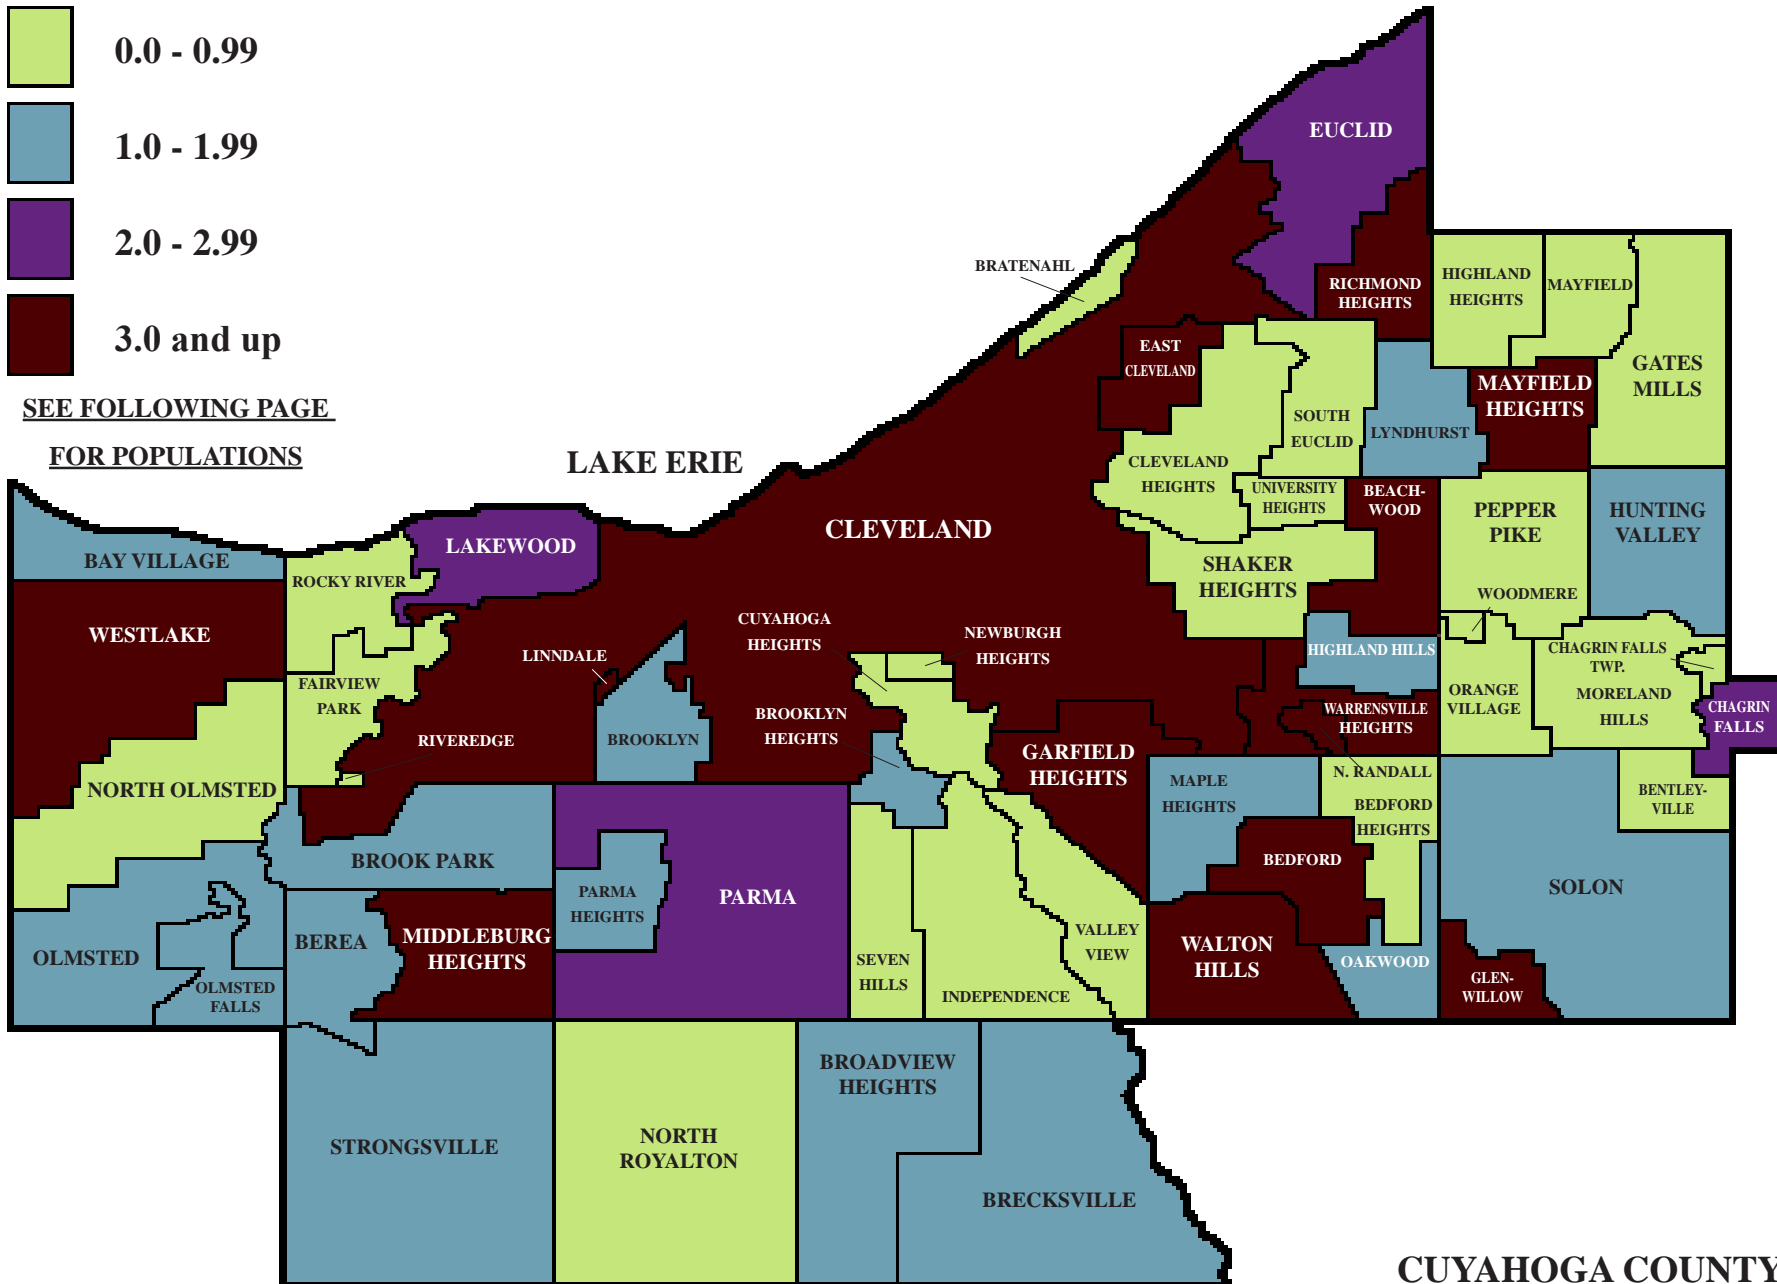 0.0 - 0.99
1.0 - 1.99
2.0 - 2.99
3.0 and up
SEE FOLLOWING PAGE
FOR POPULATIONS
LAKE ERIE
EUCLID
BRATENAHL
RICHMOND
HEIGHTS
HIGHLAND
HEIGHTS
MAYFIELD
GATES
MILLS
EAST
CLEVELAND
MAYFIELD
HEIGHTS
SOUTH
EUCLID
LYNDHURST
CLEVELAND
HEIGHTS
UNIVERSITY
HEIGHTS
BEACH-
WOOD
PEPPER
PIKE
HUNTING
VALLEY
CLEVELAND
LAKEWOOD
BAY VILLAGE
ROCKY RIVER
SHAKER
HEIGHTS
WOODMERE
WESTLAKE
CUYAHOGA
HEIGHTS
NEWBURGH
HEIGHTS
LINNDALE
HIGHLAND HILLS
CHAGRIN FALLS
TWP.
FAIRVIEW
PARK
ORANGE
VILLAGE
MORELAND
HILLS
CHAGRIN
FALLS
BROOKLYN
HEIGHTS
WARRENSVILLE
HEIGHTS
RIVEREDGE
BROOKLYN
GARFIELD
HEIGHTS
N. RANDALL
NORTH OLMSTED
MAPLE
HEIGHTS
BEDFORD
HEIGHTS
BENTLEY-
VILLE
BROOK PARK
BEDFORD
SOLON
PARMA
HEIGHTS
PARMA
MIDDLEBURG
HEIGHTS
BEREA
OLMSTED
VALLEY
VIEW
WALTON
HILLS
OAKWOOD
SEVEN
HILLS
GLEN-
WILLOW
OLMSTED
FALLS
INDEPENDENCE
BROADVIEW
HEIGHTS
STRONGSVILLE
NORTH
ROYALTON
BRECKSVILLE
CUYAHOGA COUNTY